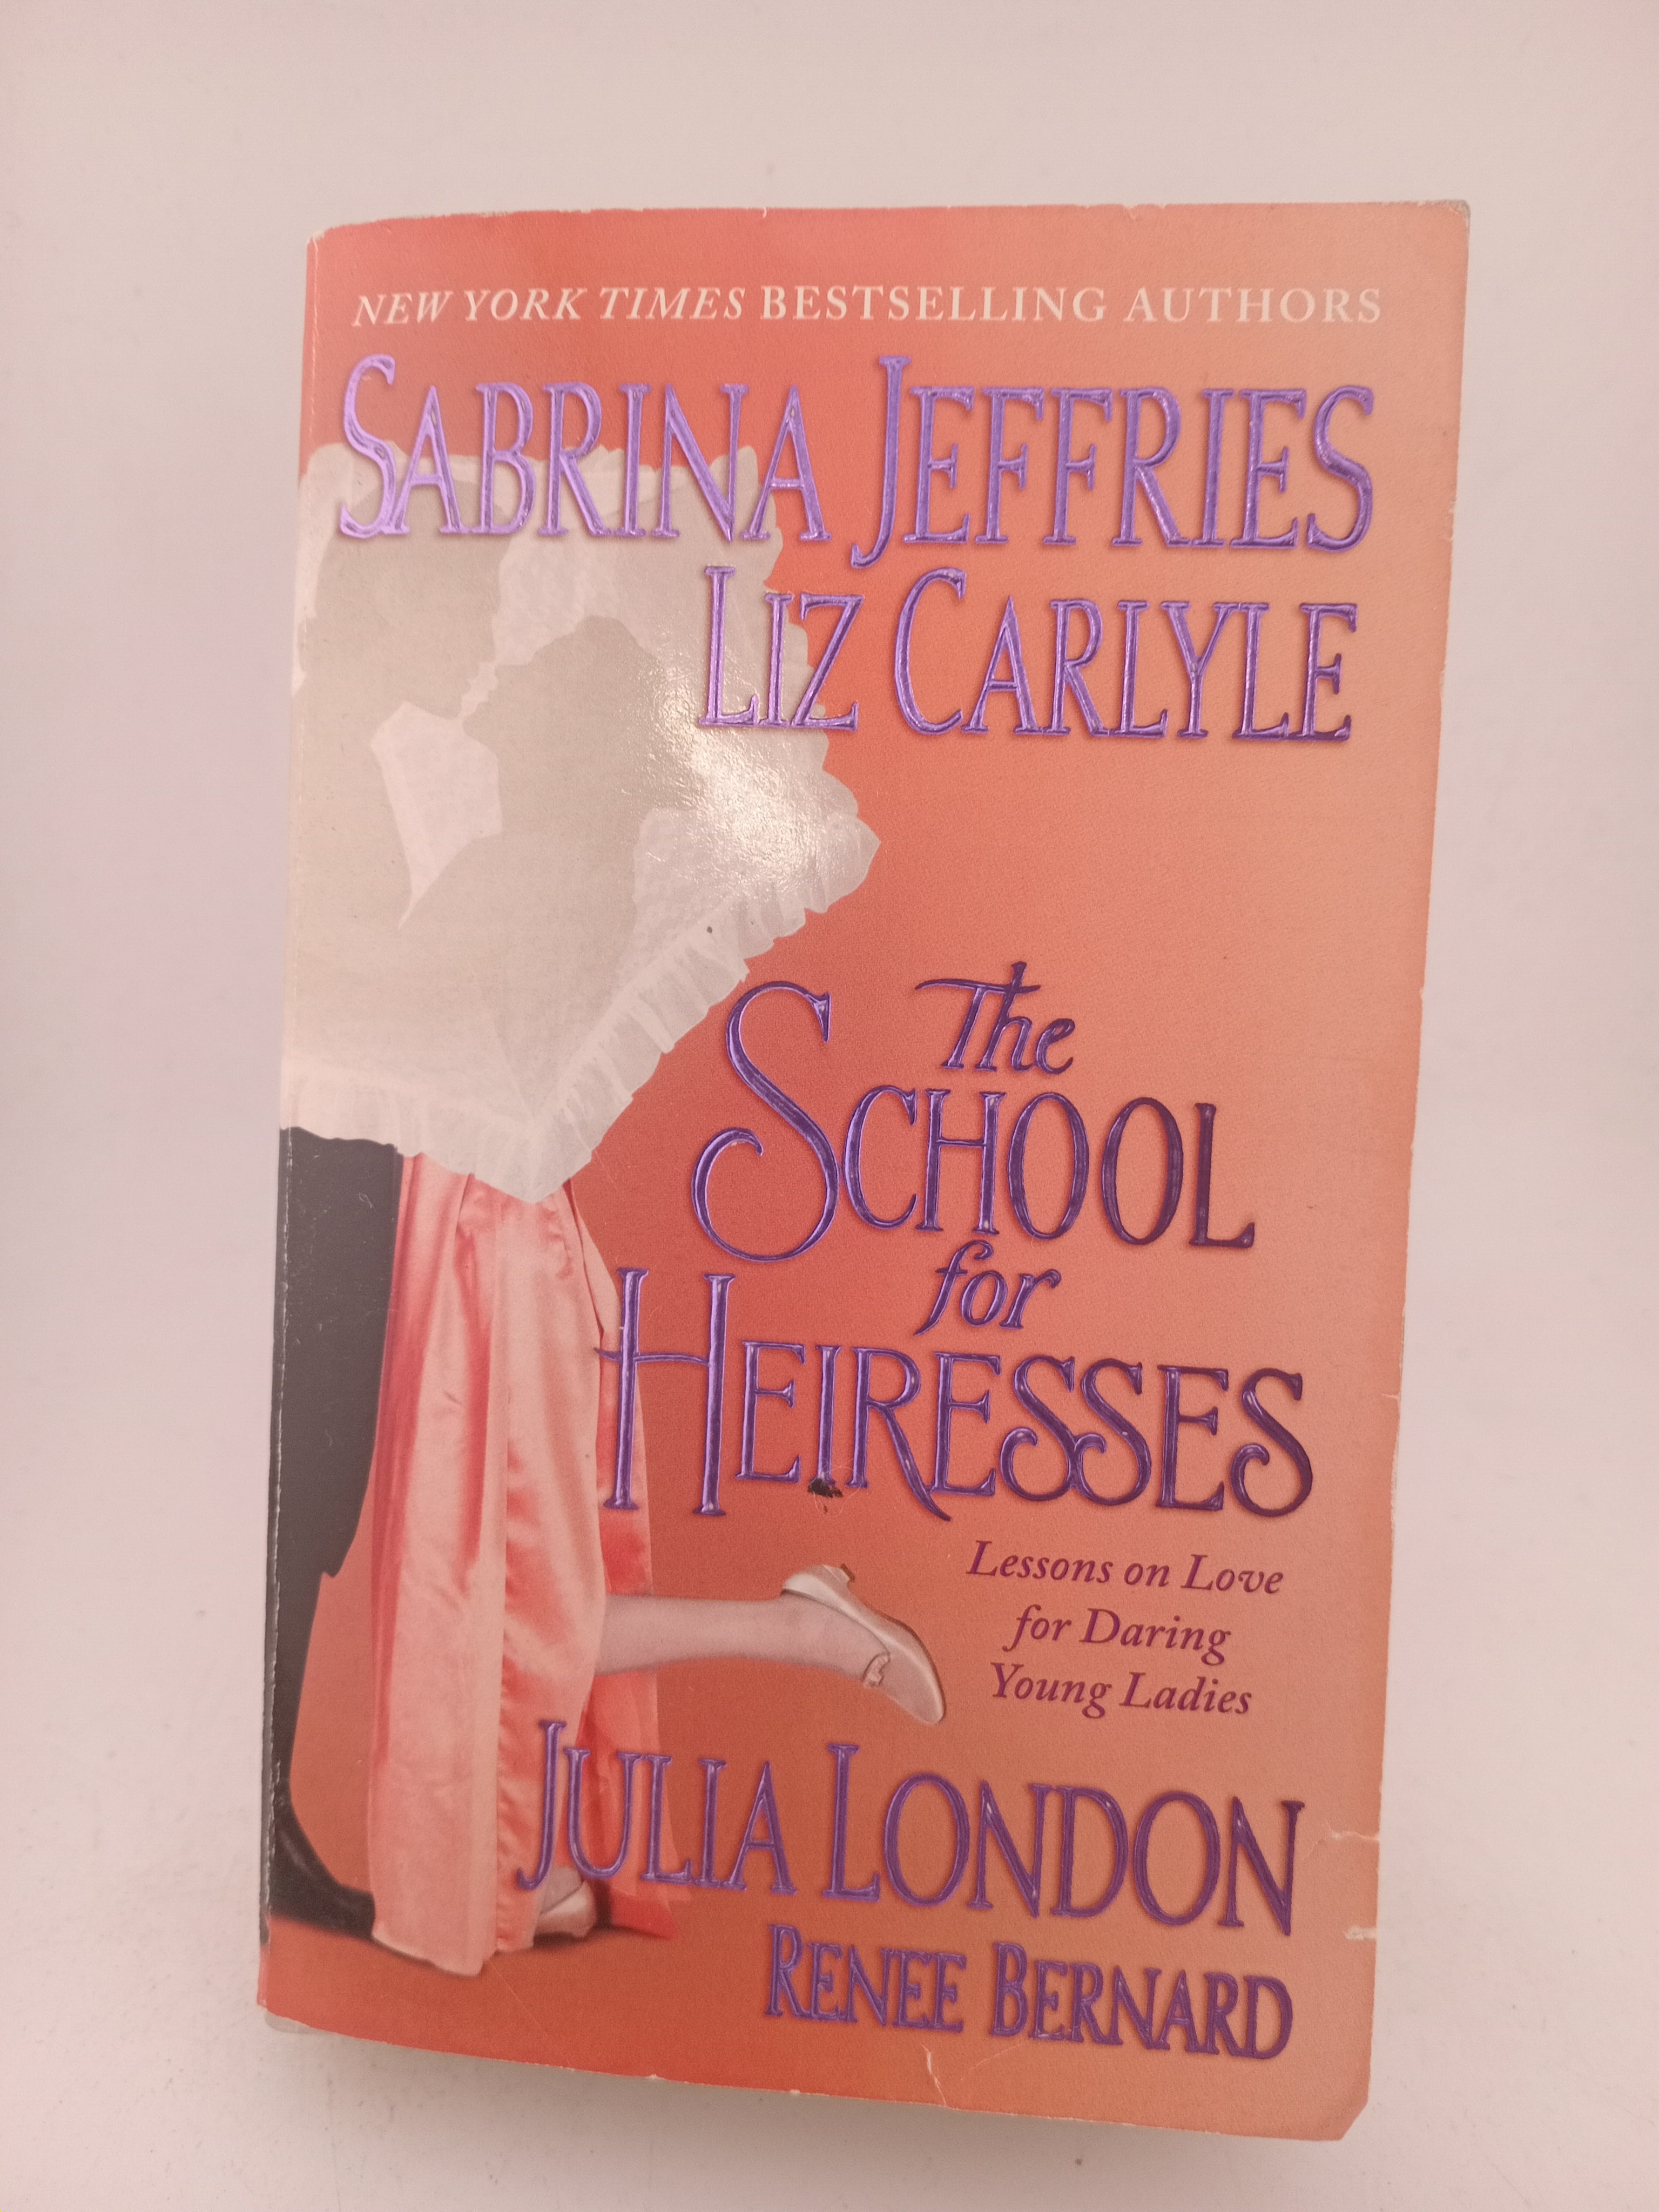 NEW YORK TIMES BESTSELLING AUTHORS
SABRINA JEFFRIES
LIZ CARLYLE
The
SCHOOL
for
HEIRESSES
Lessons on Love
for Daring
Young Ladies
JULIA LONDON
RENEE BERNARD